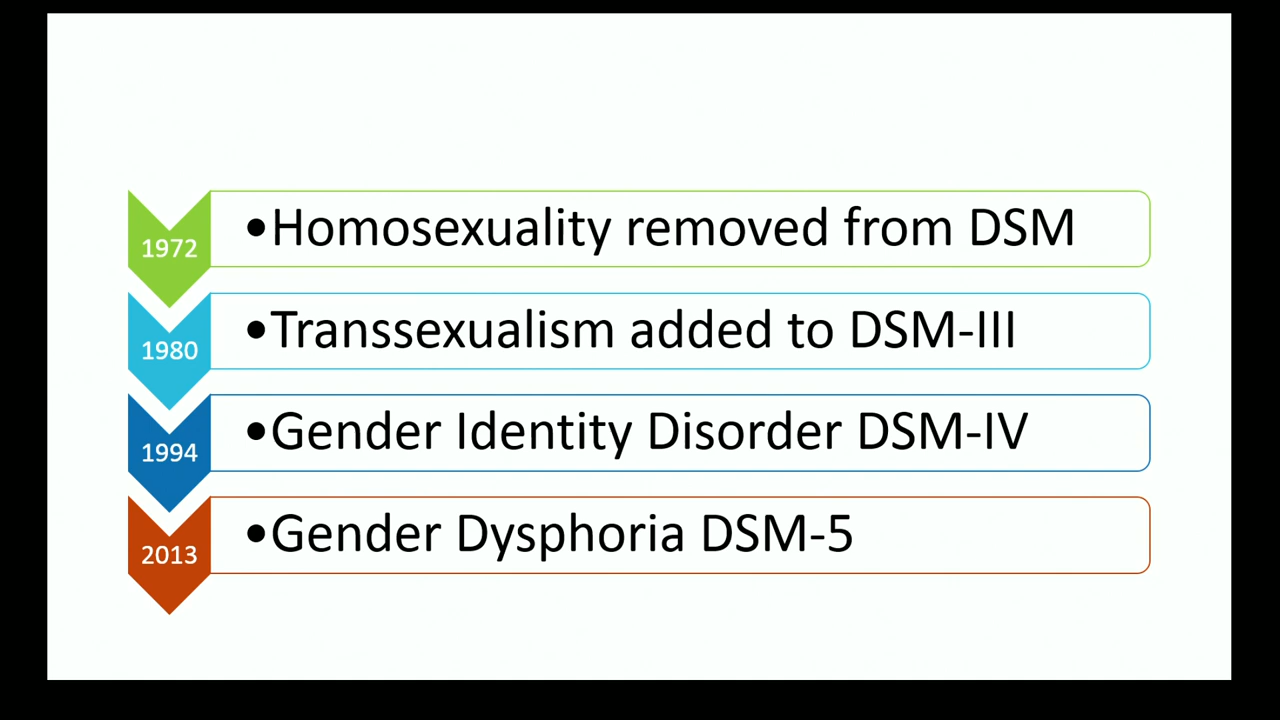 1972
•Homosexuality removed from DSM
1980
•Transsexualism added to DSM-III
1994
•Gender Identity Disorder DSM-IV
2013
•Gender Dysphoria DSM-5